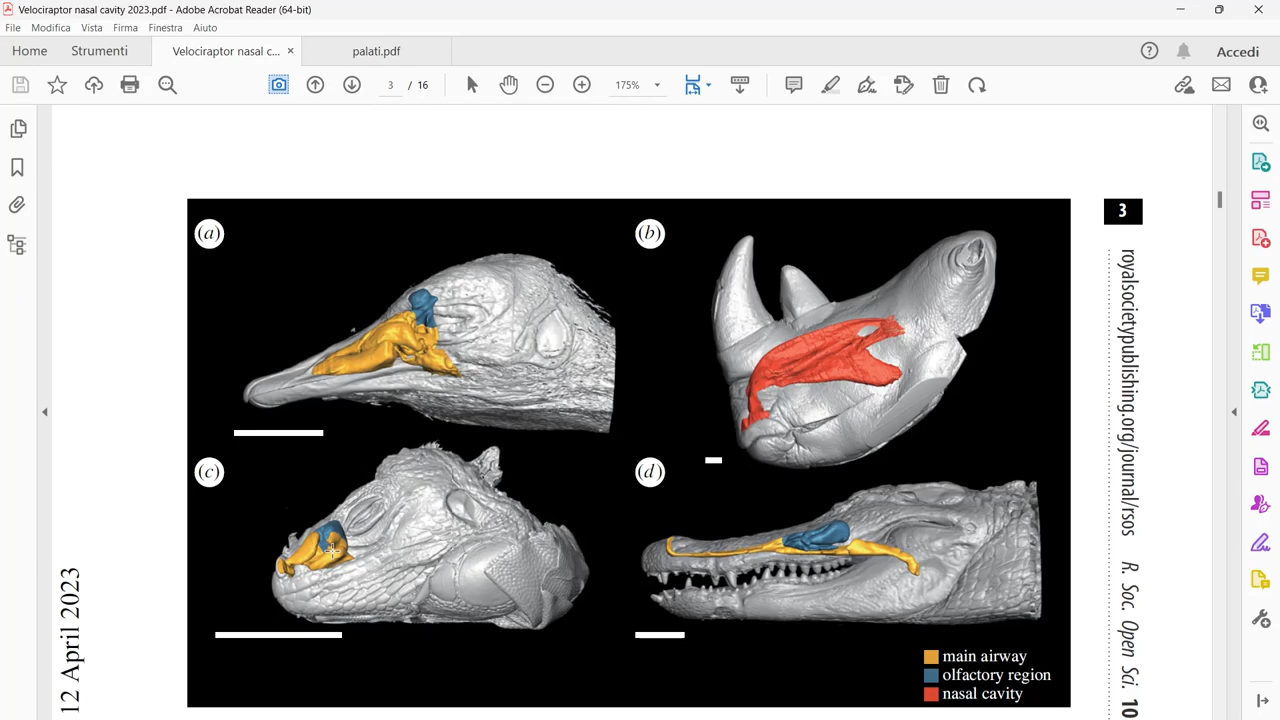 Velociraptor nasal cavity 2023.pdf - Adobe Acrobat Reader (64-bit)
File Modifica Vista Firma Finestra Aiuto
Home Strumenti Velociraptor nasal c... × palati.pdf Accedi
3 / 16 175%
(a) (b)
3
royalsocietypublishing.org/journal/rsos R. Soc. Open Sci. 10
(c) (d)
main airway
olfactory region
nasal cavity
12 April 2023